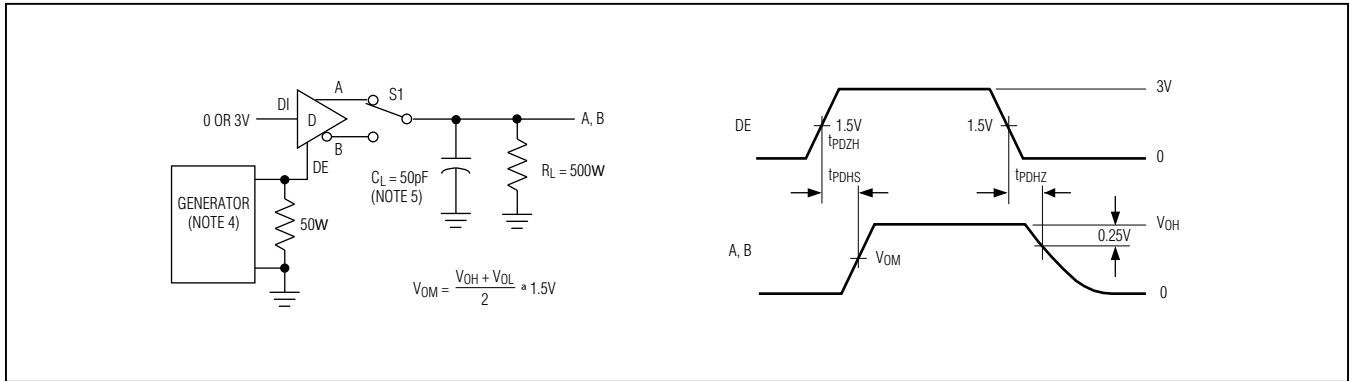 A
S1
DI
D
0 OR 3V
A, B
B
DE
GENERATOR
(NOTE 4)
50W
CL = 50pF
(NOTE 5)
RL = 500W
VOM = VOH + VOL / 2 ª 1.5V
3V
DE
1.5V
1.5V
tPDZH
0
tPDHS
tPDHZ
VOH
0.25V
A, B
VOM
0